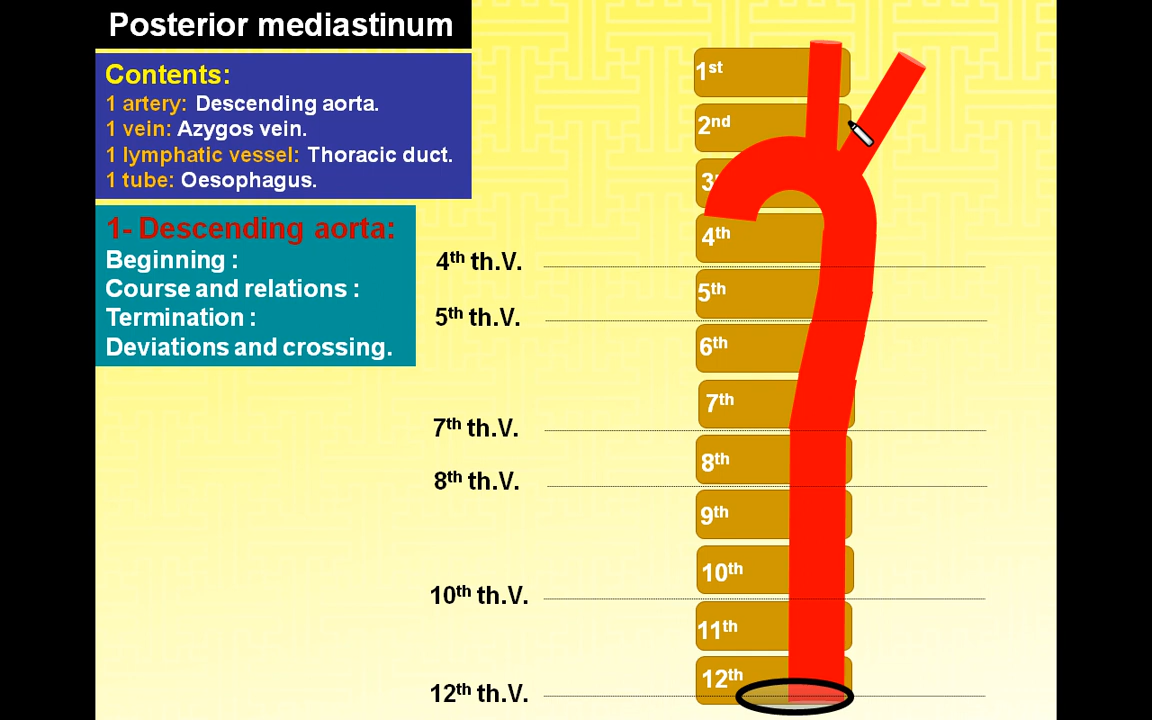 Posterior mediastinum
Contents:
1 artery: Descending aorta.
1 vein: Azygos vein.
1 lymphatic vessel: Thoracic duct.
1 tube: Oesophagus.
1- Descending aorta:
Beginning :
Course and relations :
Termination :
Deviations and crossing.
4th th.V.
5th th.V.
7th th.V.
8th th.V.
10th th.V.
12th th.V.
1st
2nd
3
4th
5th
6th
7th
8th
9th
10th
11th
12th